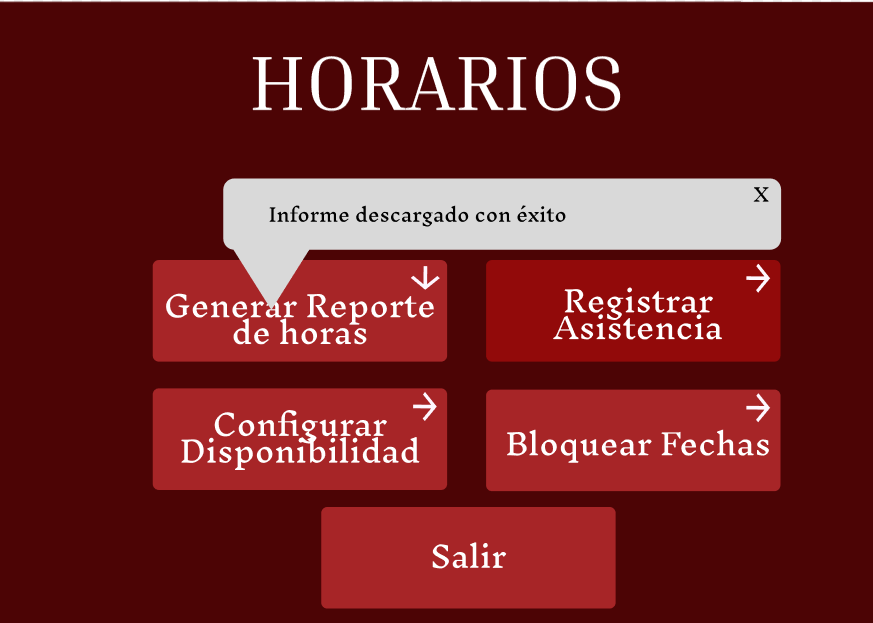 HORARIOS
X
Informe descargado con éxito
Generar Reporte
de horas
Registrar
Asistencia
Configurar
Disponibilidad
Bloquear Fechas
Salir